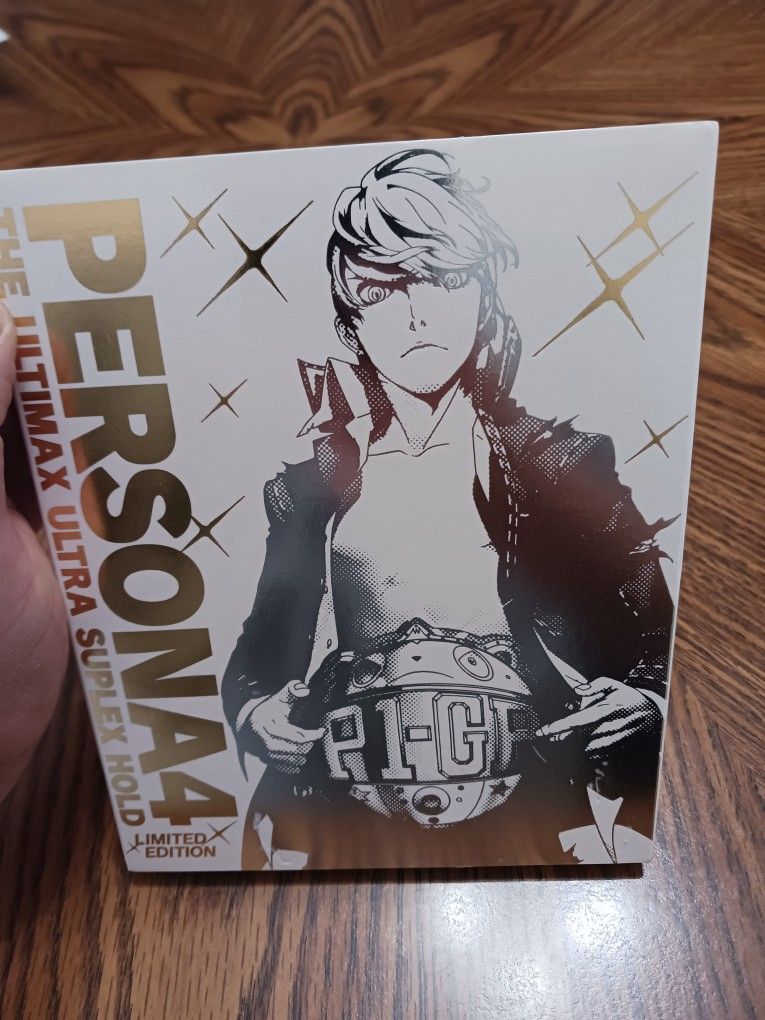 PERSONA4
THE ULTIMAX ULTRA SUPLEX HOLD
LIMITED
EDITION
P1-GP